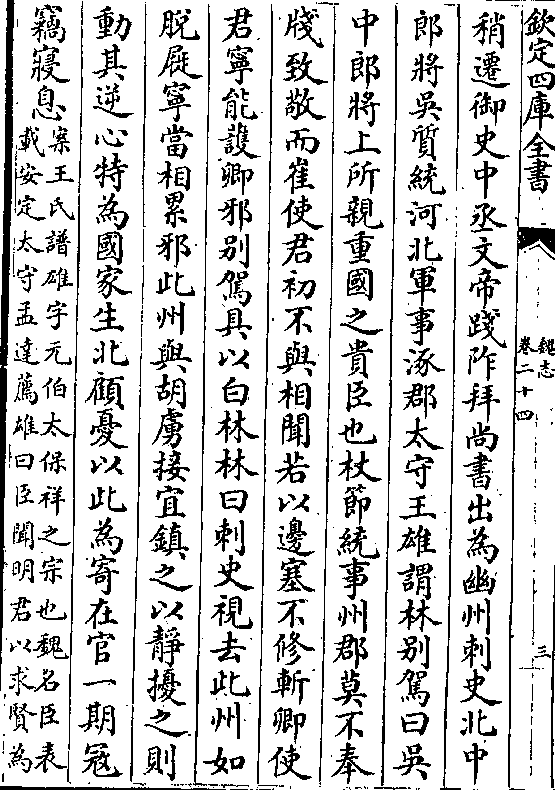 欽定四庫全書
魏志
卷二十四
三
稍遷御史中丞文帝踐阼拜尚書出為幽州刺史北中
郎將吳質統河北軍事涿郡太守王雄謂林别駕曰吳
中郎將上所親重國之貴臣也杖節統事州郡莫不奉
牋致敬而崔使君初不與相聞若以邊塞不修斬卿使
君寧能䕶卿邪别駕具以白林林曰刺史視去此州如
脫屣寧當相累邪此州與胡虜接宜鎮之以靜擾之則
動其逆心特為國家生北顧憂以此為寄在官一期冦
竊寢息
案王氏譜雄字元伯太保祥之宗也魏名臣表
載安定太守孟達薦雄曰臣聞明君以求賢為